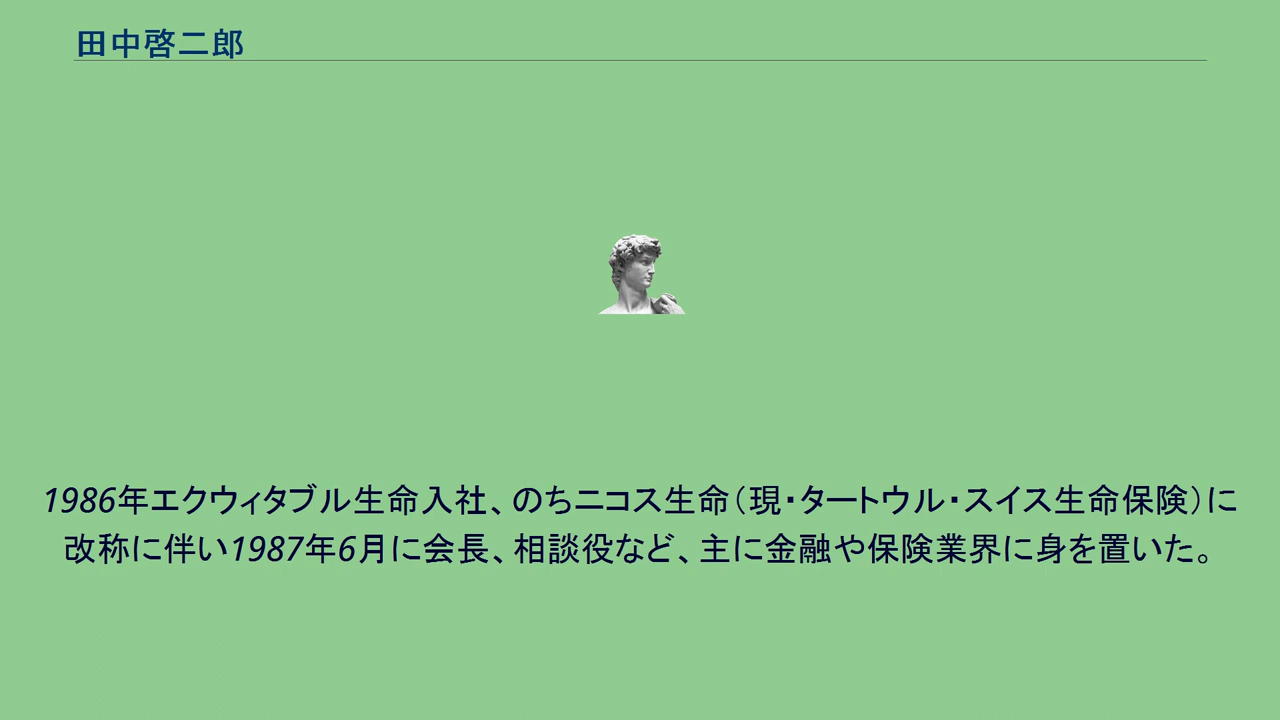 田中啓二郎
1986年エクウィタブル生命入社、のちニコス生命（現・タートウル・スイス生命保険）に
改称に伴い1987年6月に会長、相談役など、主に金融や保険業界に身を置いた。